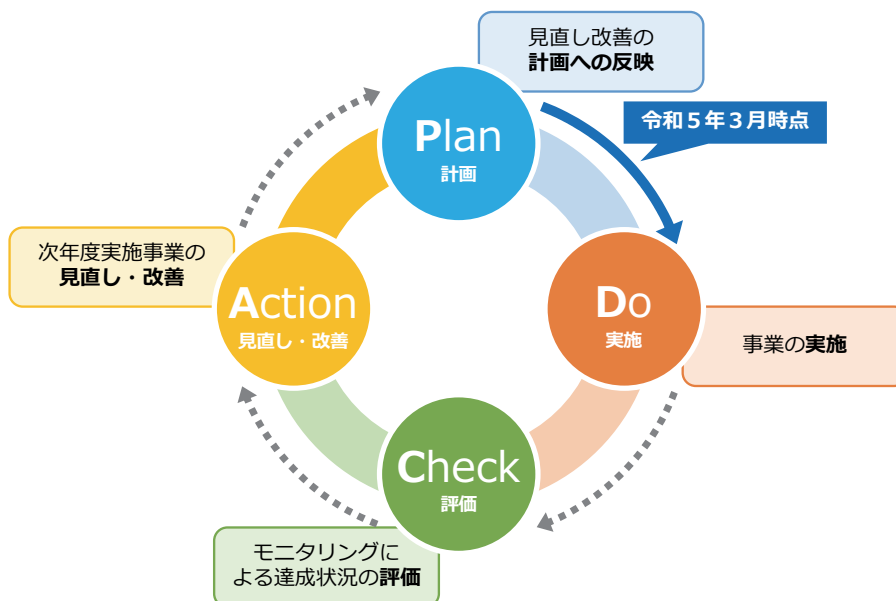 見直し改善の
計画への反映
Plan
計画
令和５年３月時点
次年度実施事業の
見直し・改善
Action
見直し・改善
Do
実施
事業の実施
Check
評価
モニタリングに
よる達成状況の評価